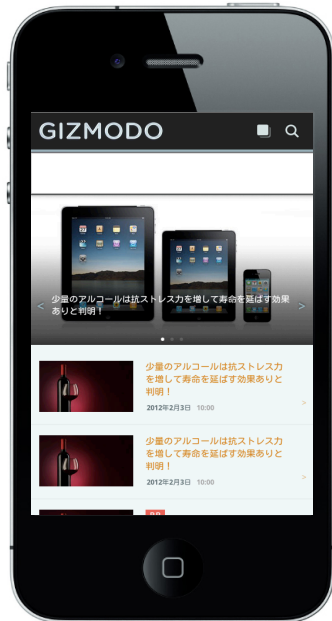 GIZMODO
少量のアルコールは抗ストレス力を増して寿命を延ばす効果
ありと判明！
少量のアルコールは抗ストレス力
を増して寿命を延ばす効果ありと
判明！
2012年2月3日 10:00
少量のアルコールは抗ストレス力
を増して寿命を延ばす効果ありと
判明！
2012年2月3日 10:00